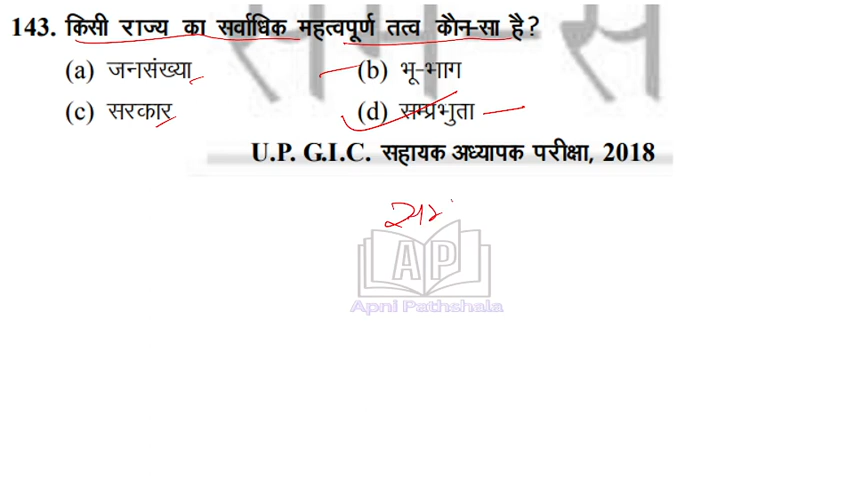 143. किसी राज्य का सर्वाधिक महत्वपूर्ण तत्व कौन-सा है?
(a) जनसंख्या (b) भू-भाग
(c) सरकार (d) सम्प्रभुता
U.P. G.I.C. सहायक अध्यापक परीक्षा, 2018
AP
Apni Pathshala